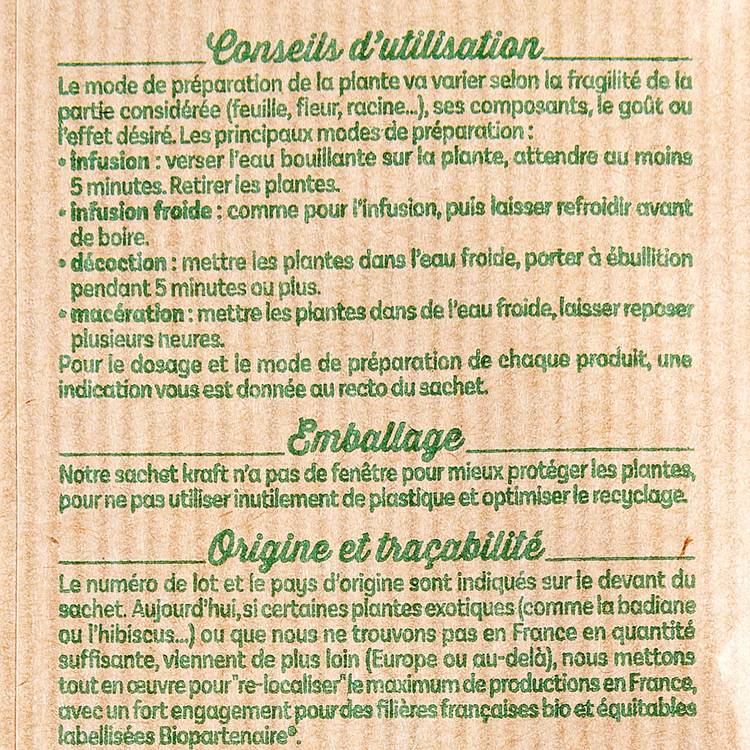 Conseils d'utilisation
Le mode de préparation de la plante va varier selon la fragilité de la
partie considérée (feuille, fleur, racine...), ses composants, le goût ou
l'effet désiré. Les principaux modes de préparation :
• infusion : verser l'eau bouillante sur la plante, attendre au moins
5 minutes. Retirer les plantes.
• infusion froide : comme pour l'infusion, puis laisser refroidir avant
de boire.
• décoction : mettre les plantes dans l'eau froide, porter à ébullition
pendant 5 minutes ou plus.
• macération : mettre les plantes dans de l'eau froide, laisser reposer
plusieurs heures.
Pour le dosage et le mode de préparation de chaque produit, une
indication vous est donnée au recto du sachet.
Emballage
Notre sachet kraft n'a pas de fenêtre pour mieux protéger les plantes,
pour ne pas utiliser inutilement de plastique et optimiser le recyclage.
Origine et traçabilité
Le numéro de lot et le pays d'origine sont indiqués sur le devant du
sachet. Aujourd'hui, si certaines plantes exotiques (comme la badiane
ou l'hibiscus...) ou que nous ne trouvons pas en France en quantité
suffisante, viennent de plus loin (Europe ou au-delà), nous mettons
tout en œuvre pour "re-localiser" le maximum de productions en France,
avec un fort engagement pour des filières françaises bio et équitables
labellisées Biopartenaire®.